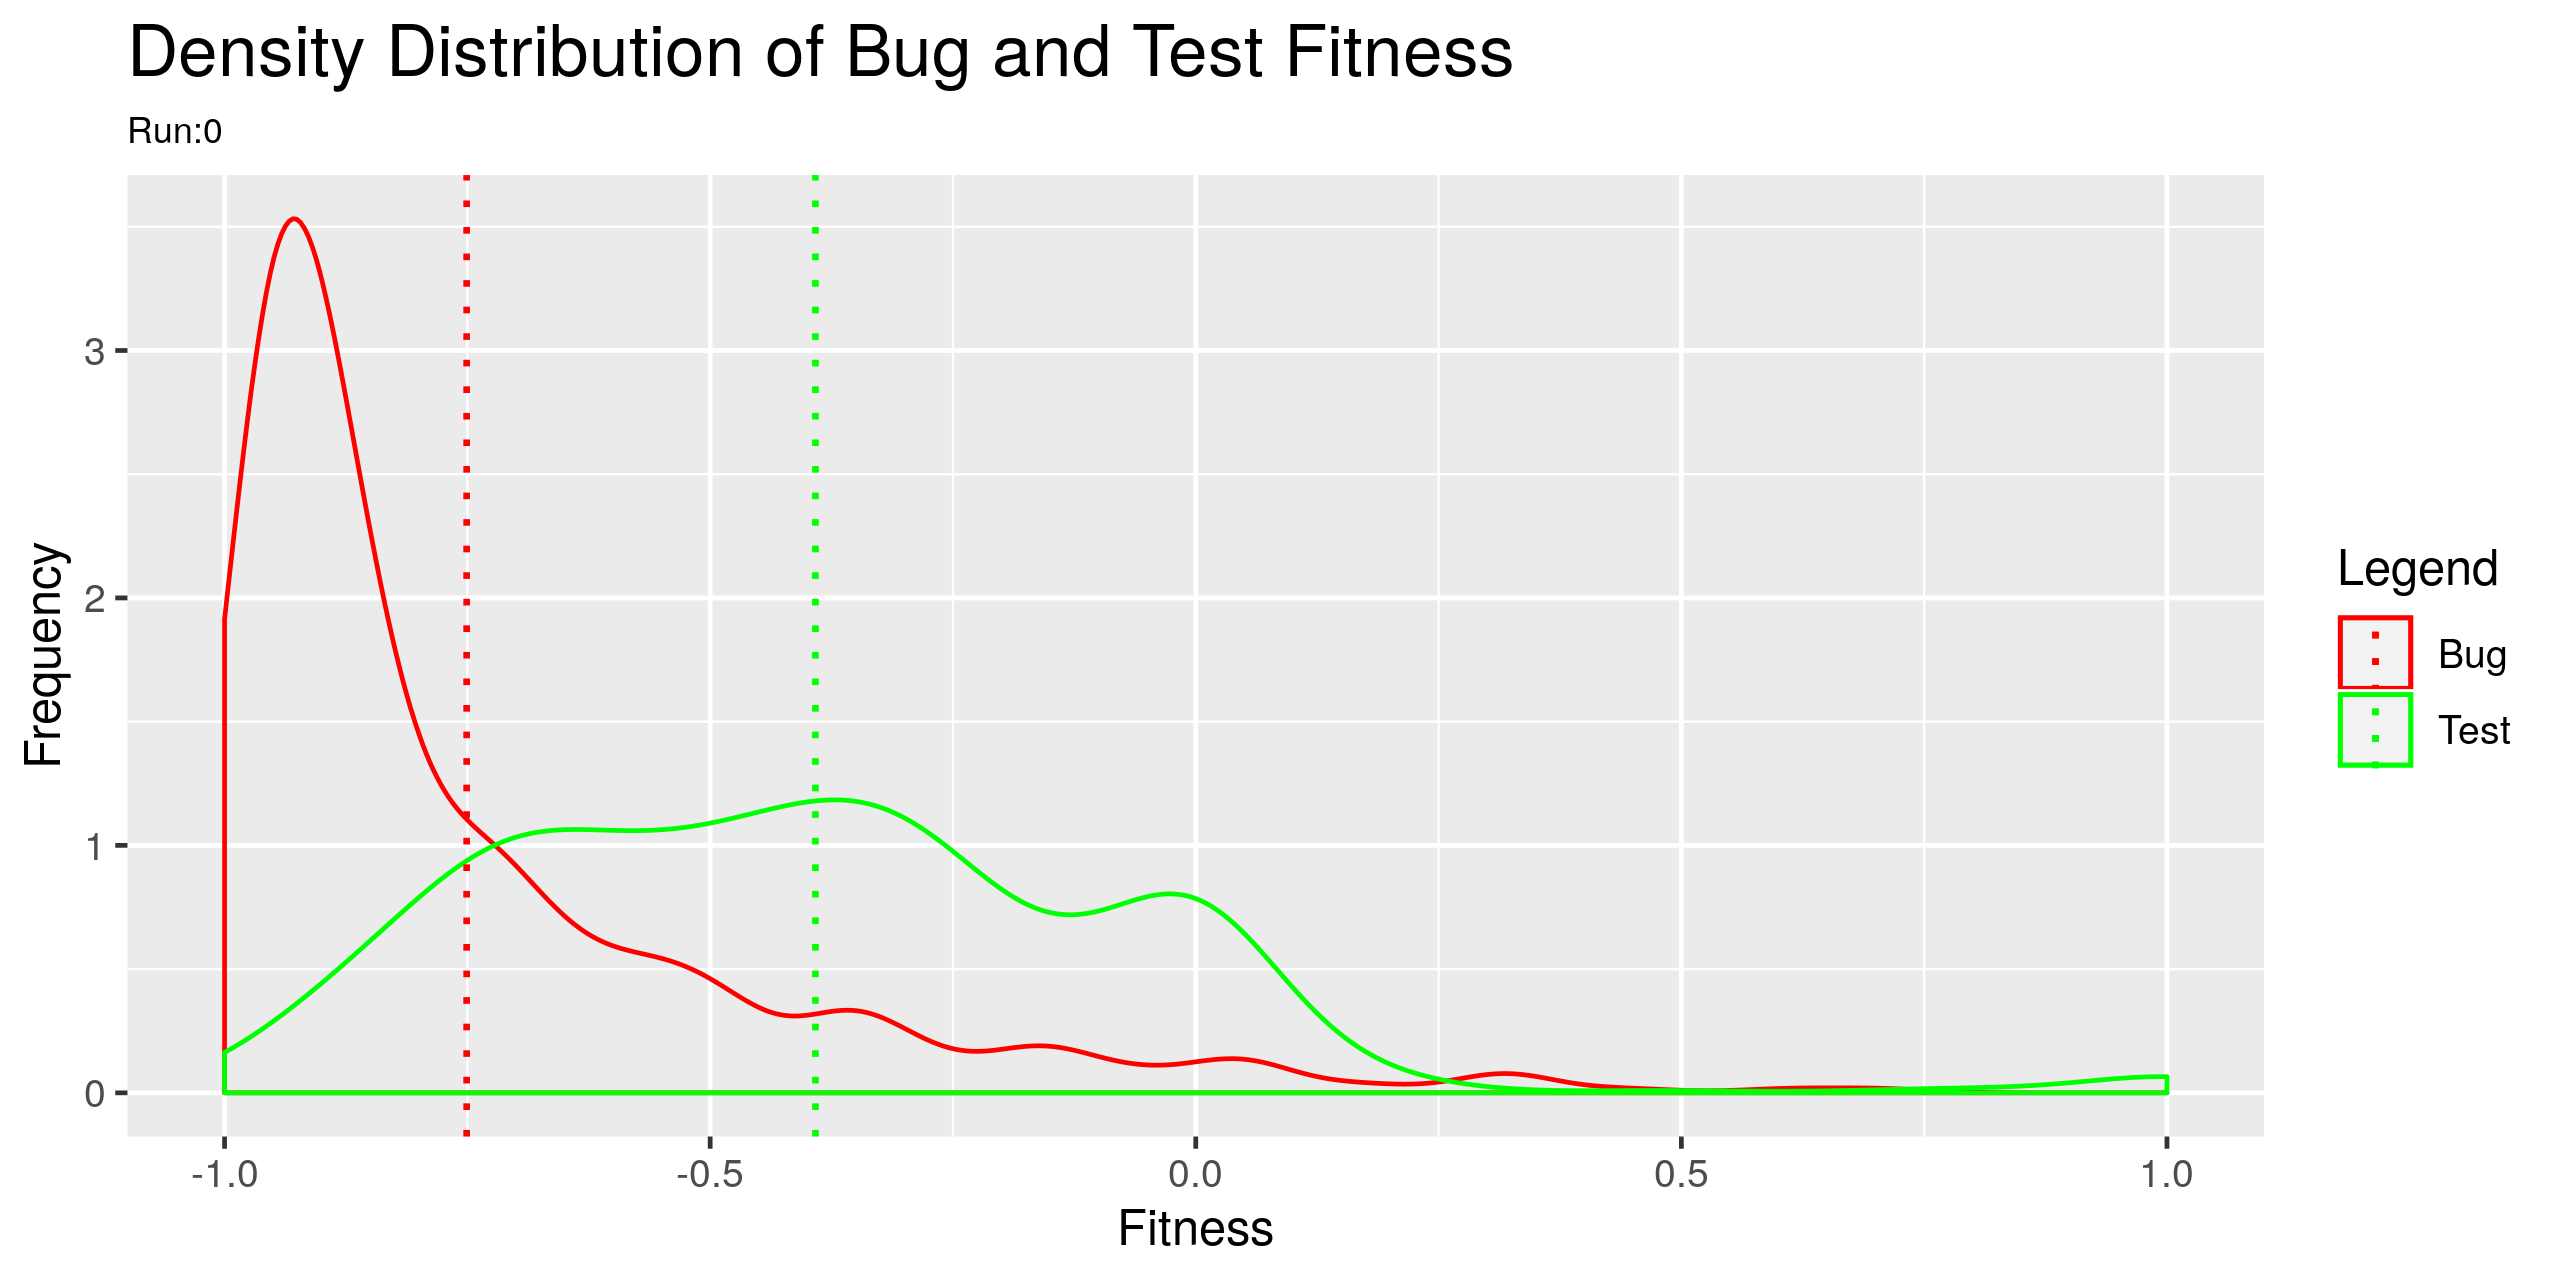 Density Distribution of Bug and Test Fitness
Run:0
3
2
1
0
Frequency
-1.0 -0.5 0.0 0.5 1.0
Fitness
Legend
Bug
Test